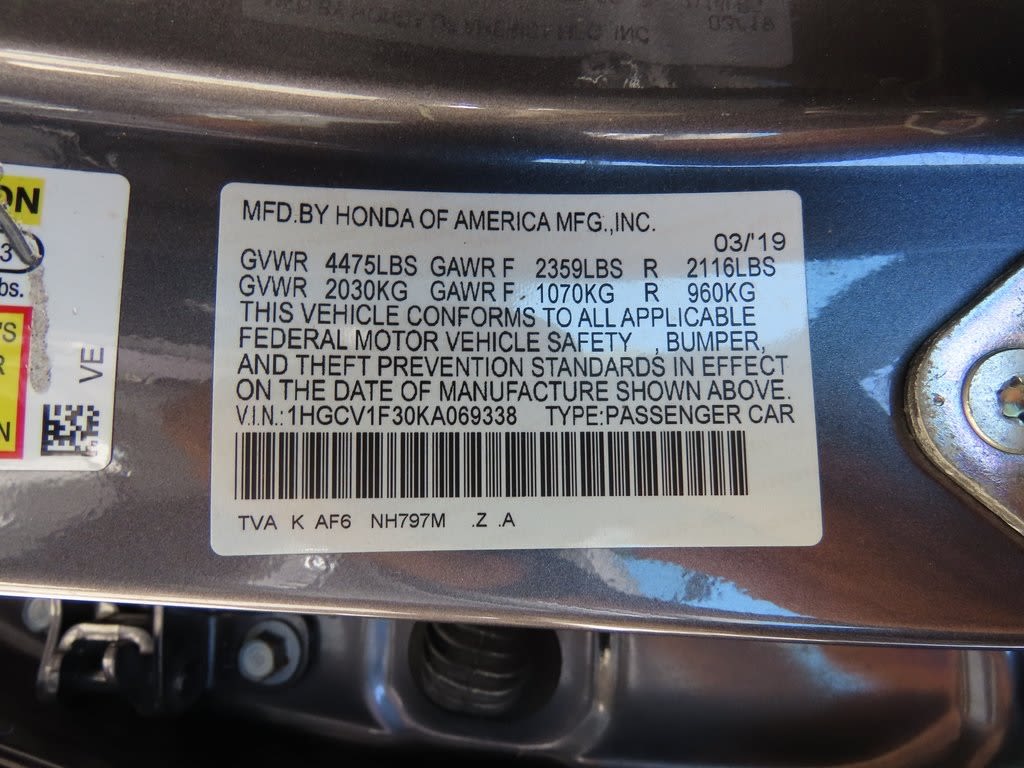 MFD.BY HONDA OF AMERICA MFG.,INC.
03/'19
GVWR 4475LBS GAWR F 2359LBS R 2116LBS
GVWR 2030KG GAWR F 1070KG R 960KG
THIS VEHICLE CONFORMS TO ALL APPLICABLE
FEDERAL MOTOR VEHICLE SAFETY , BUMPER,
AND THEFT PREVENTION STANDARDS IN EFFECT
ON THE DATE OF MANUFACTURE SHOWN ABOVE.
V.I.N.:1HGCV1F30KA069338 TYPE:PASSENGER CAR
TVA K AF6 NH797M .Z .A
ON
3
bs.
'S
R
N
VE